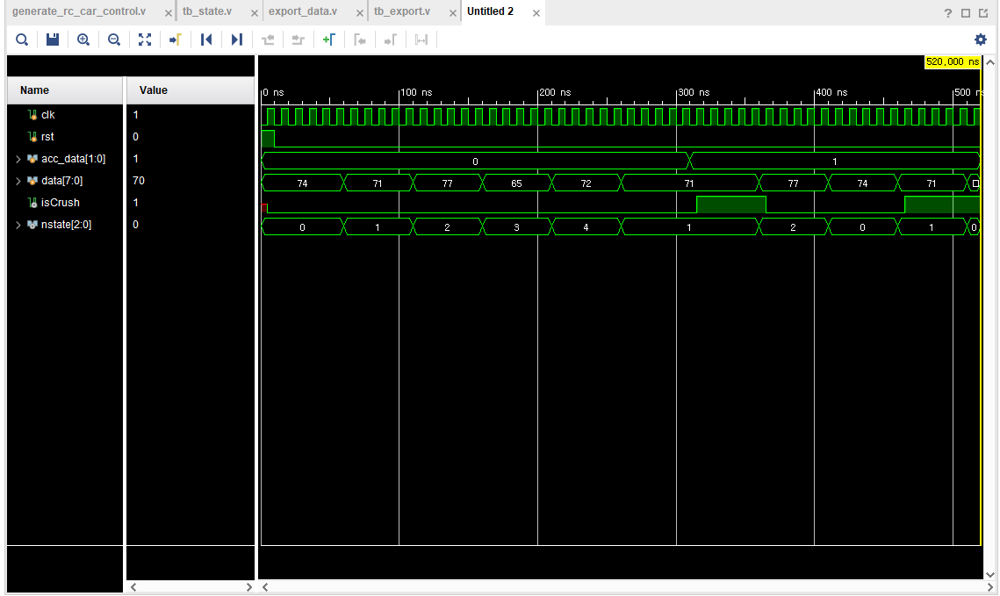 generate_rc_car_control.v × tb_state.v × export_data.v × tb_export.v × Untitled 2 ×
520,000 ns
Name Value
0 ns 100 ns 200 ns 300 ns 400 ns 500 n
clk 1
rst 0
acc_data[1:0] 1 0 1
data[7:0] 70 74 71 77 65 72 71 77 74 71
isCrush 1
nstate[2:0] 0 0 1 2 3 4 1 2 0 1 0